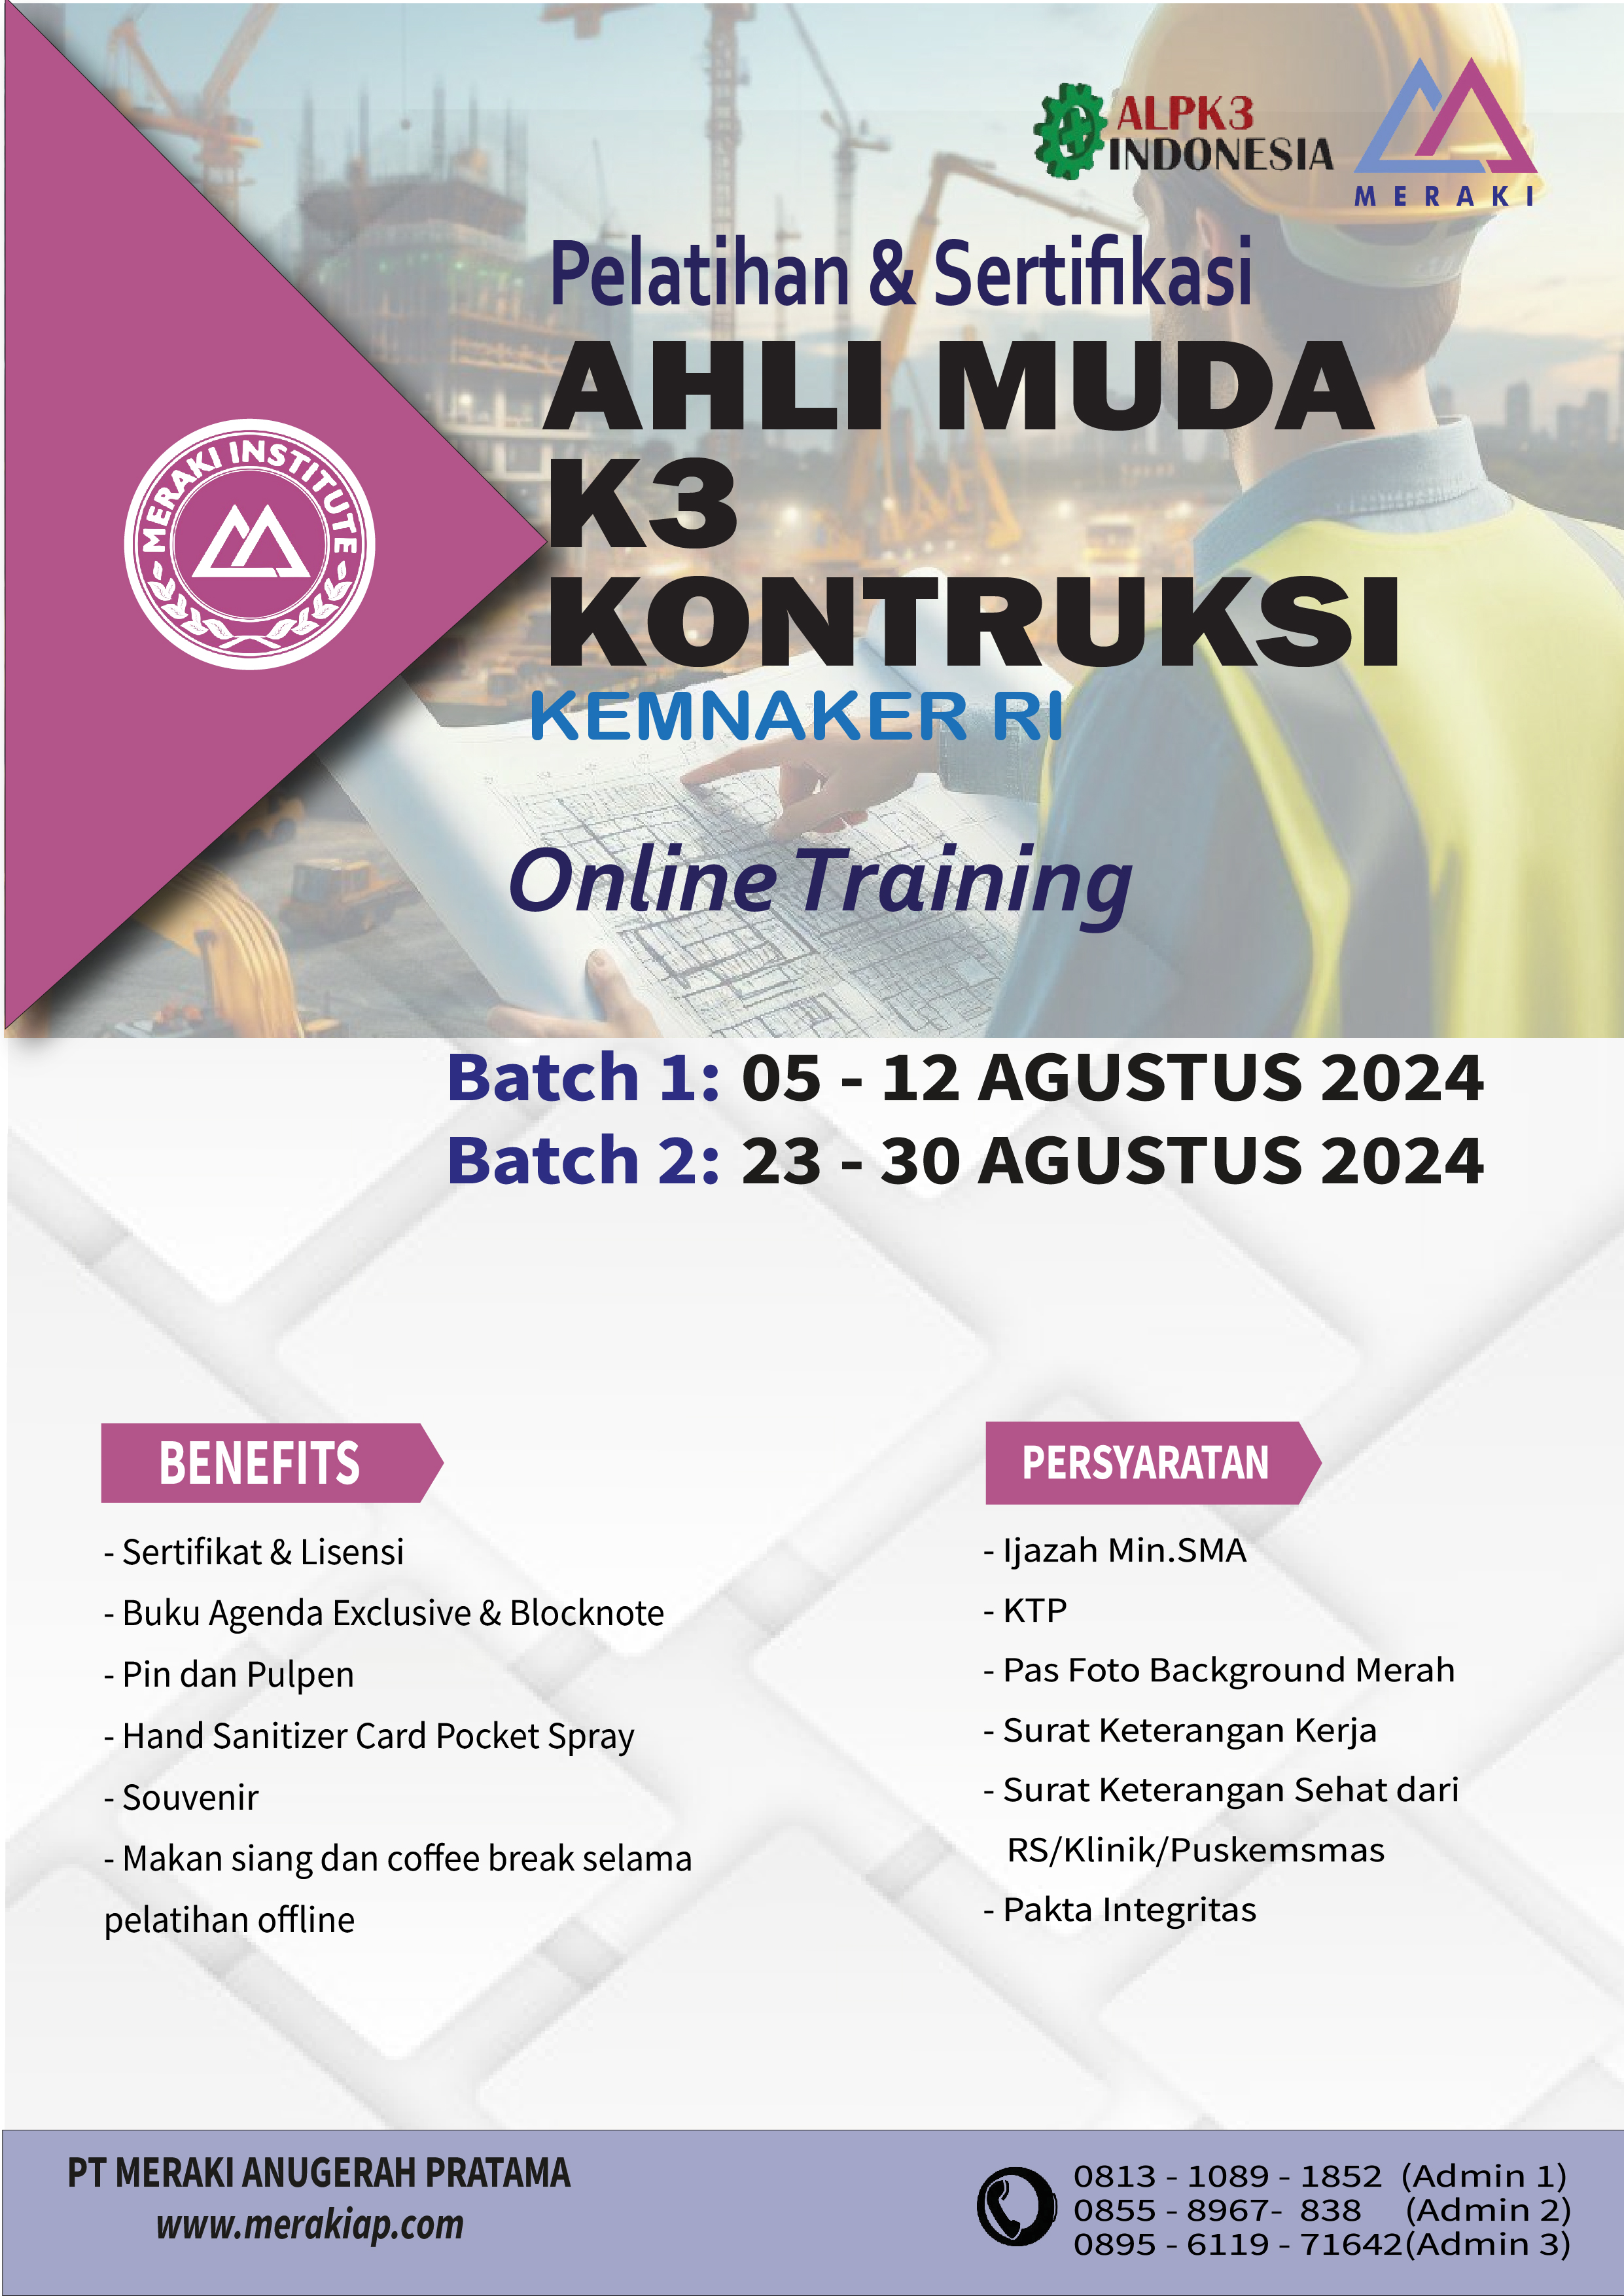 ALPK3
INDONESIA
MERAKI
Pelatihan & Sertifikasi
AHLI MUDA
K3
KONTRUKSI
KEMNAKER RI
MERAKI INSTITUTE
Online Training
Batch 1: 05 - 12 AGUSTUS 2024
Batch 2: 23 - 30 AGUSTUS 2024
BENEFITS
- Sertifikat & Lisensi
- Buku Agenda Exclusive & Blocknote
- Pin dan Pulpen
- Hand Sanitizer Card Pocket Spray
- Souvenir
- Makan siang dan coffee break selama
pelatihan offline
PERSYARATAN
- Ijazah Min.SMA
- KTP
- Pas Foto Background Merah
- Surat Keterangan Kerja
- Surat Keterangan Sehat dari
RS/Klinik/Puskemsmas
- Pakta Integritas
PT MERAKI ANUGERAH PRATAMA
www.merakiap.com
0813 - 1089 - 1852 (Admin 1)
0855 - 8967- 838 (Admin 2)
0895 - 6119 - 71642(Admin 3)